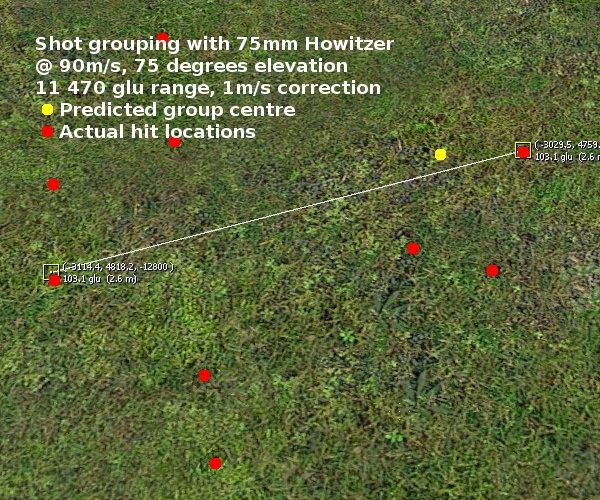 Shot grouping with 75mm Howitzer
@ 90m/s, 75 degrees elevation
11 470 glu range, 1m/s correction
Predicted group centre
Actual hit locations
( -3029.5, 4759.
103.1 glu (2.6 m
( -3114.4, 4818.2, -12800 )
103.1 glu (2.6 m)